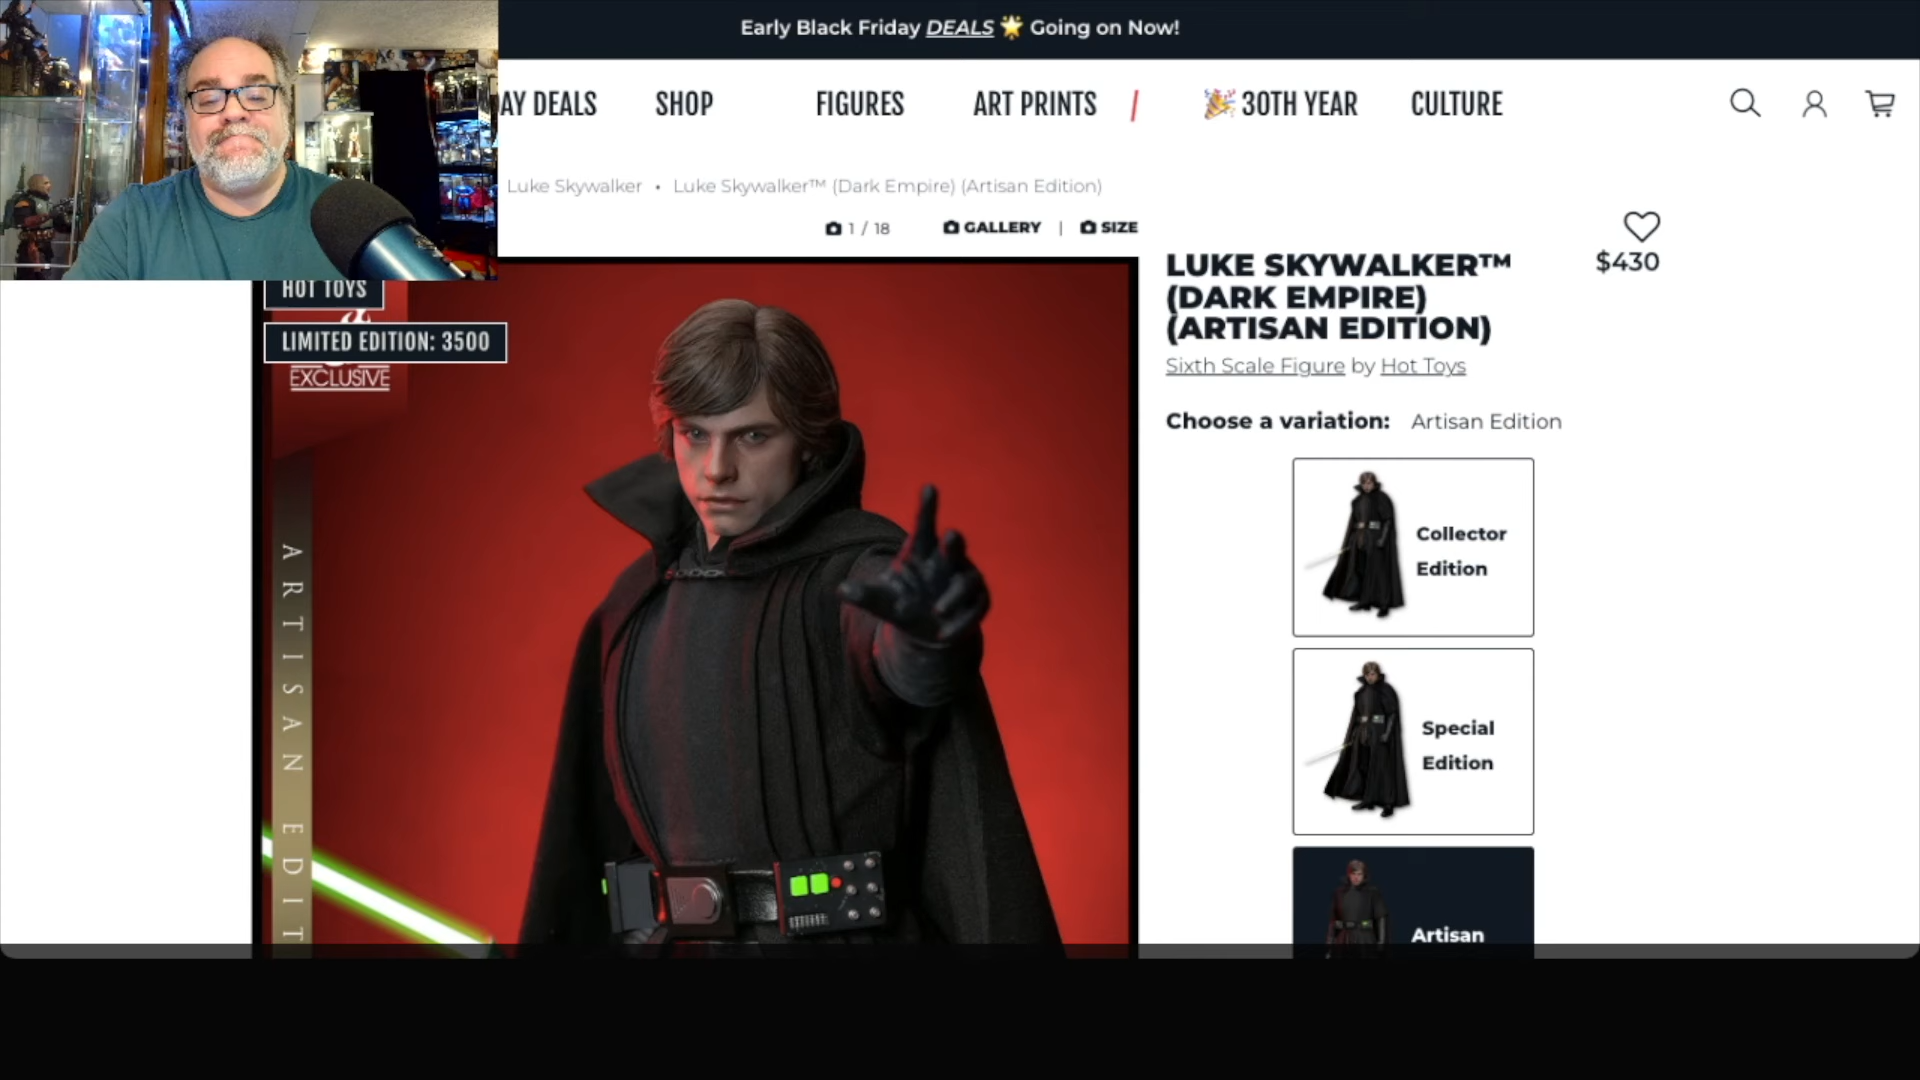 Early Black Friday DEALS 🌟 Going on Now!
AY DEALS
SHOP
FIGURES
ART PRINTS
/
🎉 30TH YEAR
CULTURE
Luke Skywalker • Luke Skywalker™ (Dark Empire) (Artisan Edition)
1 / 18
GALLERY | SIZE
HOT TOYS
LIMITED EDITION: 3500
EXCLUSIVE
ARTISAN EDIT
LUKE SKYWALKER™
(DARK EMPIRE)
(ARTISAN EDITION)
$430
Sixth Scale Figure by Hot Toys
Choose a variation: Artisan Edition
Collector
Edition
Special
Edition
Artisan